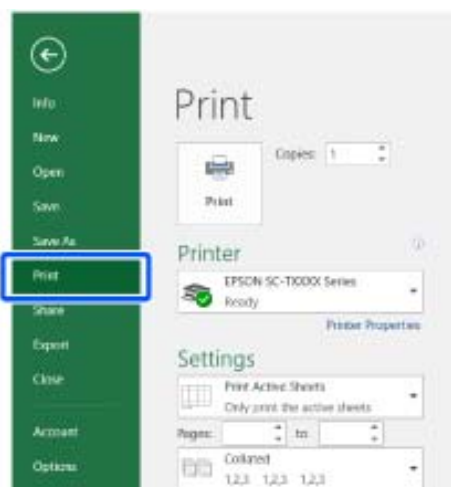 Info
New
Open
Save
Save As
Print
Share
Export
Close
Account
Options
Print
Copies: 1
Print
Printer
EPSON SC-TXXXX Series
Ready
Printer Properties
Settings
Print Active Sheets
Only print the active sheets
Pages: to:
Collated
1,2,3 1,2,3 1,2,3